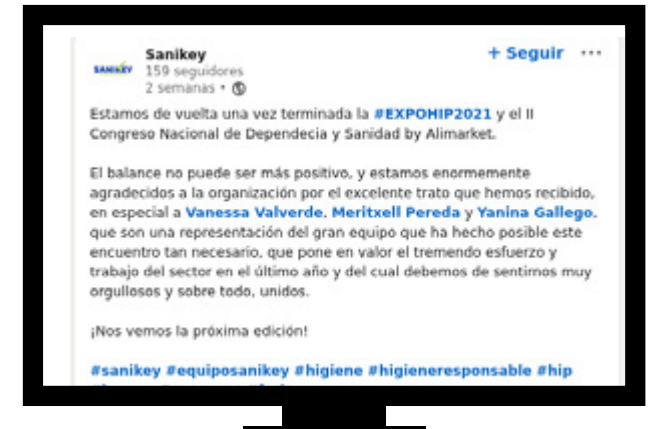 Sanikey
+ Seguir ...
SANIKEY
159 seguidores
2 semanas •
Estamos de vuelta una vez terminada la #EXPOHIP2021 y el II
Congreso Nacional de Dependecia y Sanidad by Alimarket.
El balance no puede ser más positivo, y estamos enormemente
agradecidos a la organización por el excelente trato que hemos recibido,
en especial a Vanessa Valverde, Meritxell Pereda y Yanina Gallego,
que son una representación del gran equipo que ha hecho posible este
encuentro tan necesario, que pone en valor el tremendo esfuerzo y
trabajo del sector en el último año y del cual debemos de sentirnos muy
orgullosos y sobre todo, unidos.
¡Nos vemos la próxima edición!
#sanikey #equiposanikey #higiene #higieneresponsable #hip